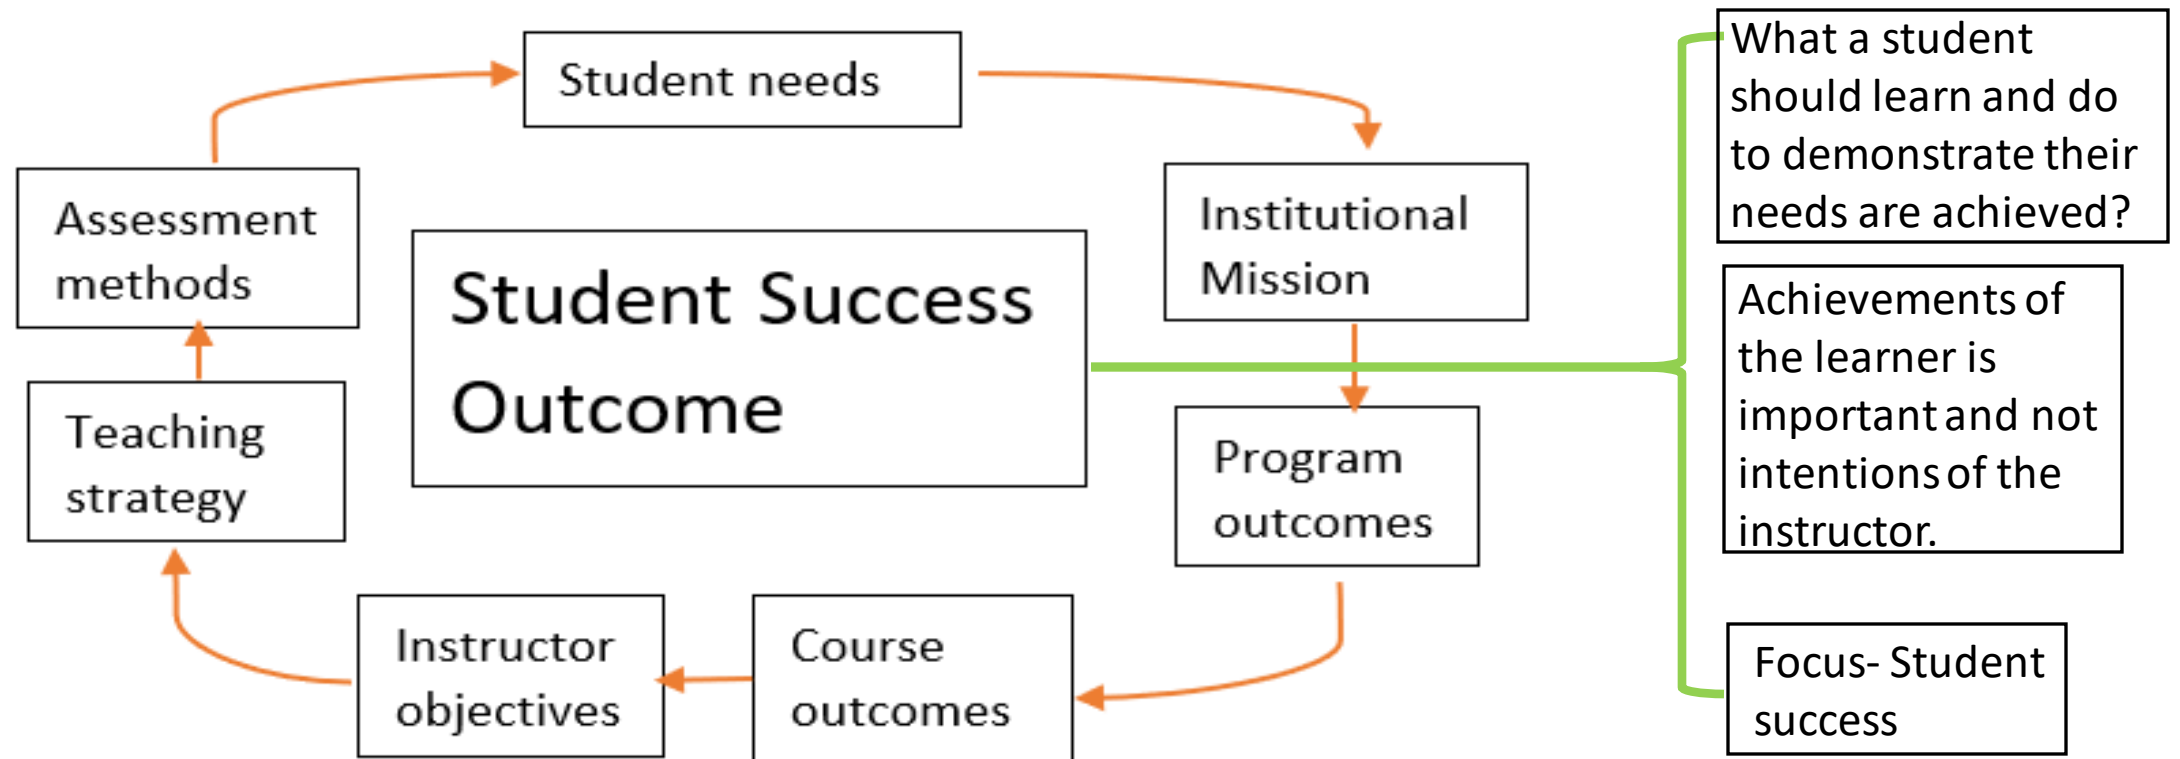 Student needs
Institutional
Mission
Program
outcomes
Course
outcomes
Instructor
objectives
Teaching
strategy
Assessment
methods
Student Success
Outcome
What a student
should learn and do
to demonstrate their
needs are achieved?
Achievements of
the learner is
important and not
intentions of the
instructor.
Focus- Student
success